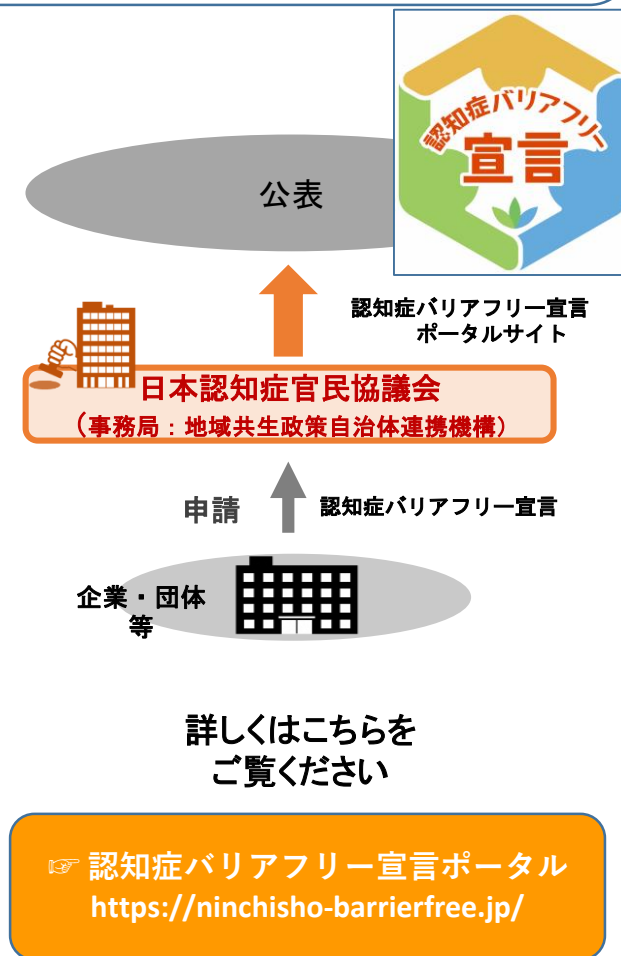 認知症バリアフリー
宣言
公表
認知症バリアフリー宣言
ポータルサイト
日本認知症官民協議会
（事務局：地域共生政策自治体連携機構）
申請
認知症バリアフリー宣言
企業・団体
等
詳しくはこちらを
ご覧ください
☞ 認知症バリアフリー宣言ポータル
https://ninchisho-barrierfree.jp/